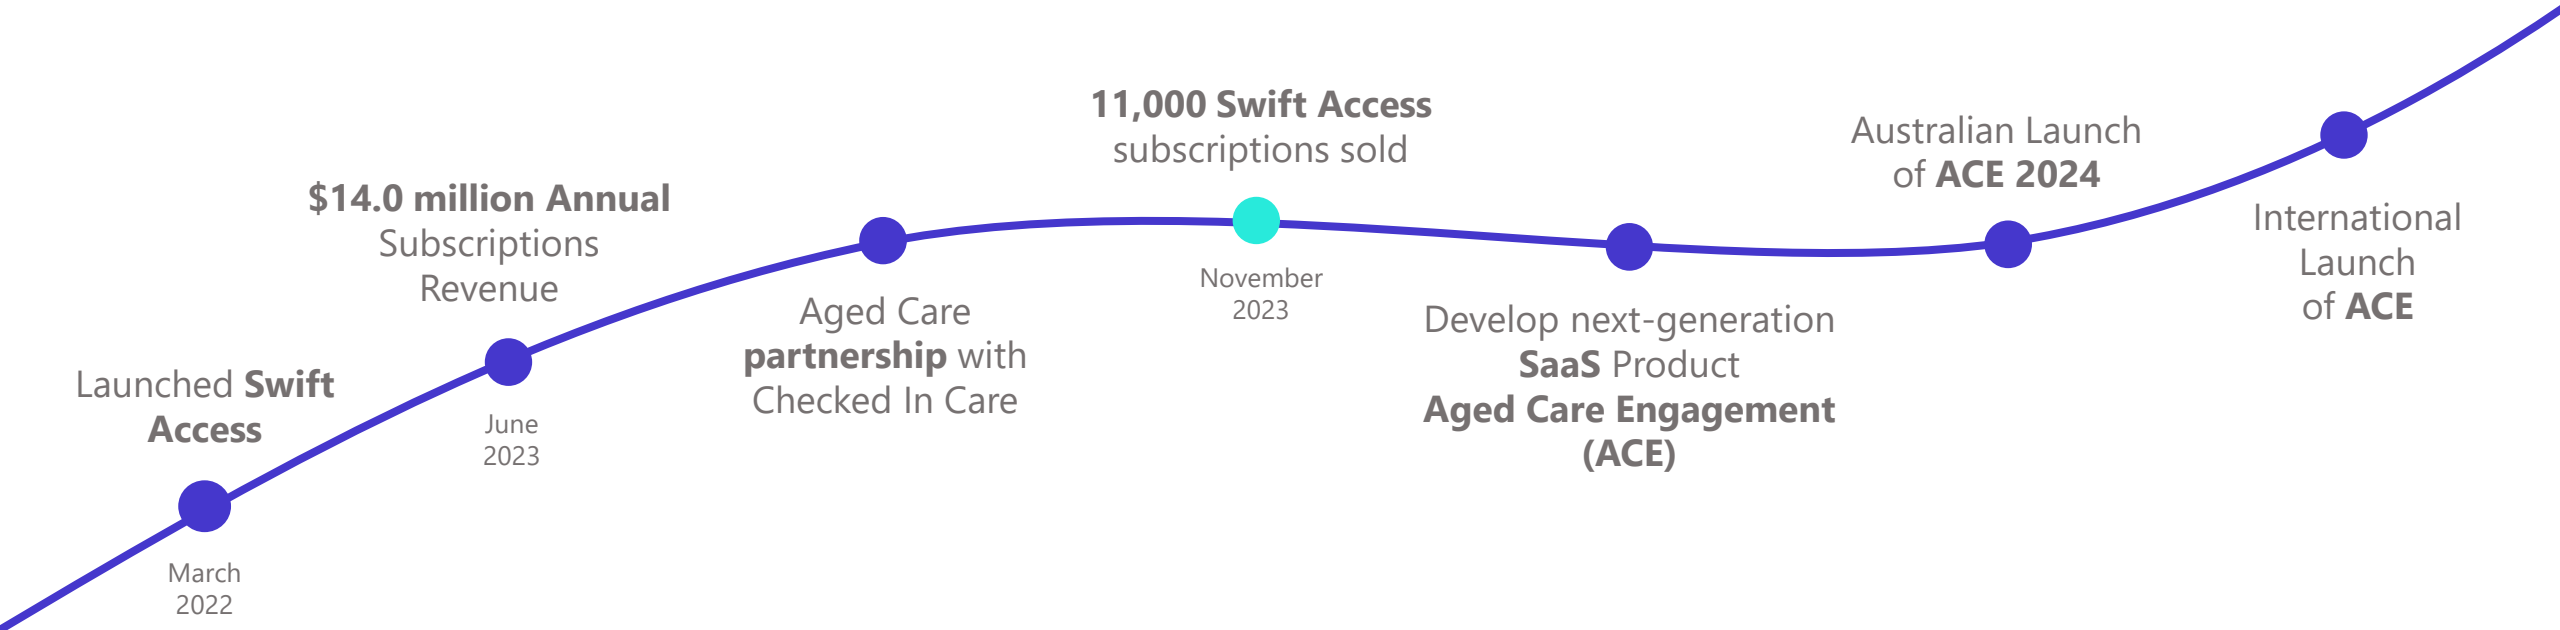 Launched Swift
Access
March
2022
$14.0 million Annual
Subscriptions
Revenue
June
2023
Aged Care
partnership with
Checked In Care
11,000 Swift Access
subscriptions sold
November
2023
Develop next-generation
SaaS Product
Aged Care Engagement
(ACE)
Australian Launch
of ACE 2024
International
Launch
of ACE